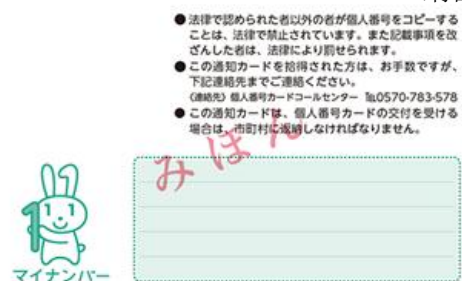 ● 法律で認められた者以外の者が個人番号をコピーする
ことは、法律で禁止されています。また記載事項を改
ざんした者は、法律により罰せられます。
● この通知カードを拾得された方は、お手数ですが、
下記連絡先までご連絡ください。
〈連絡先〉個人番号カードコールセンター ℡0570-783-578
● この通知カードは、個人番号カードの交付を受ける
場合は、市町村に返納しなければなりません。
みほん
1
マイナンバー